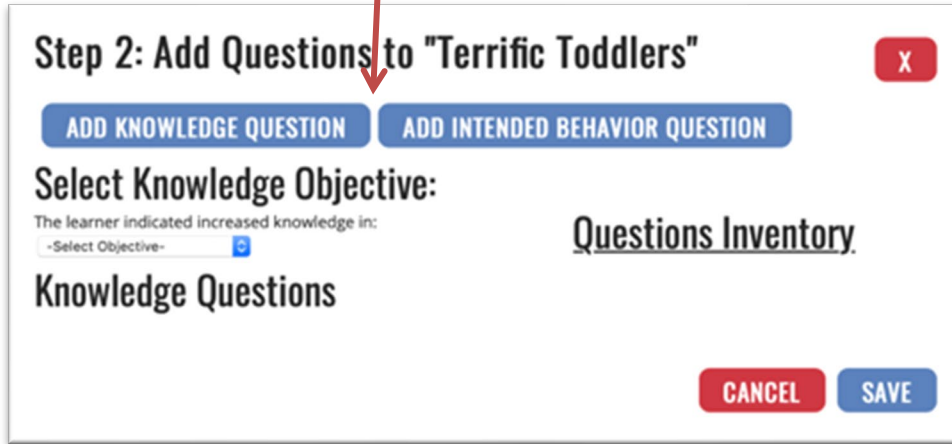 Step 2: Add Questions to "Terrific Toddlers"
X
ADD KNOWLEDGE QUESTION
ADD INTENDED BEHAVIOR QUESTION
Select Knowledge Objective:
The learner indicated increased knowledge in:
-Select Objective-
Questions Inventory
Knowledge Questions
CANCEL
SAVE